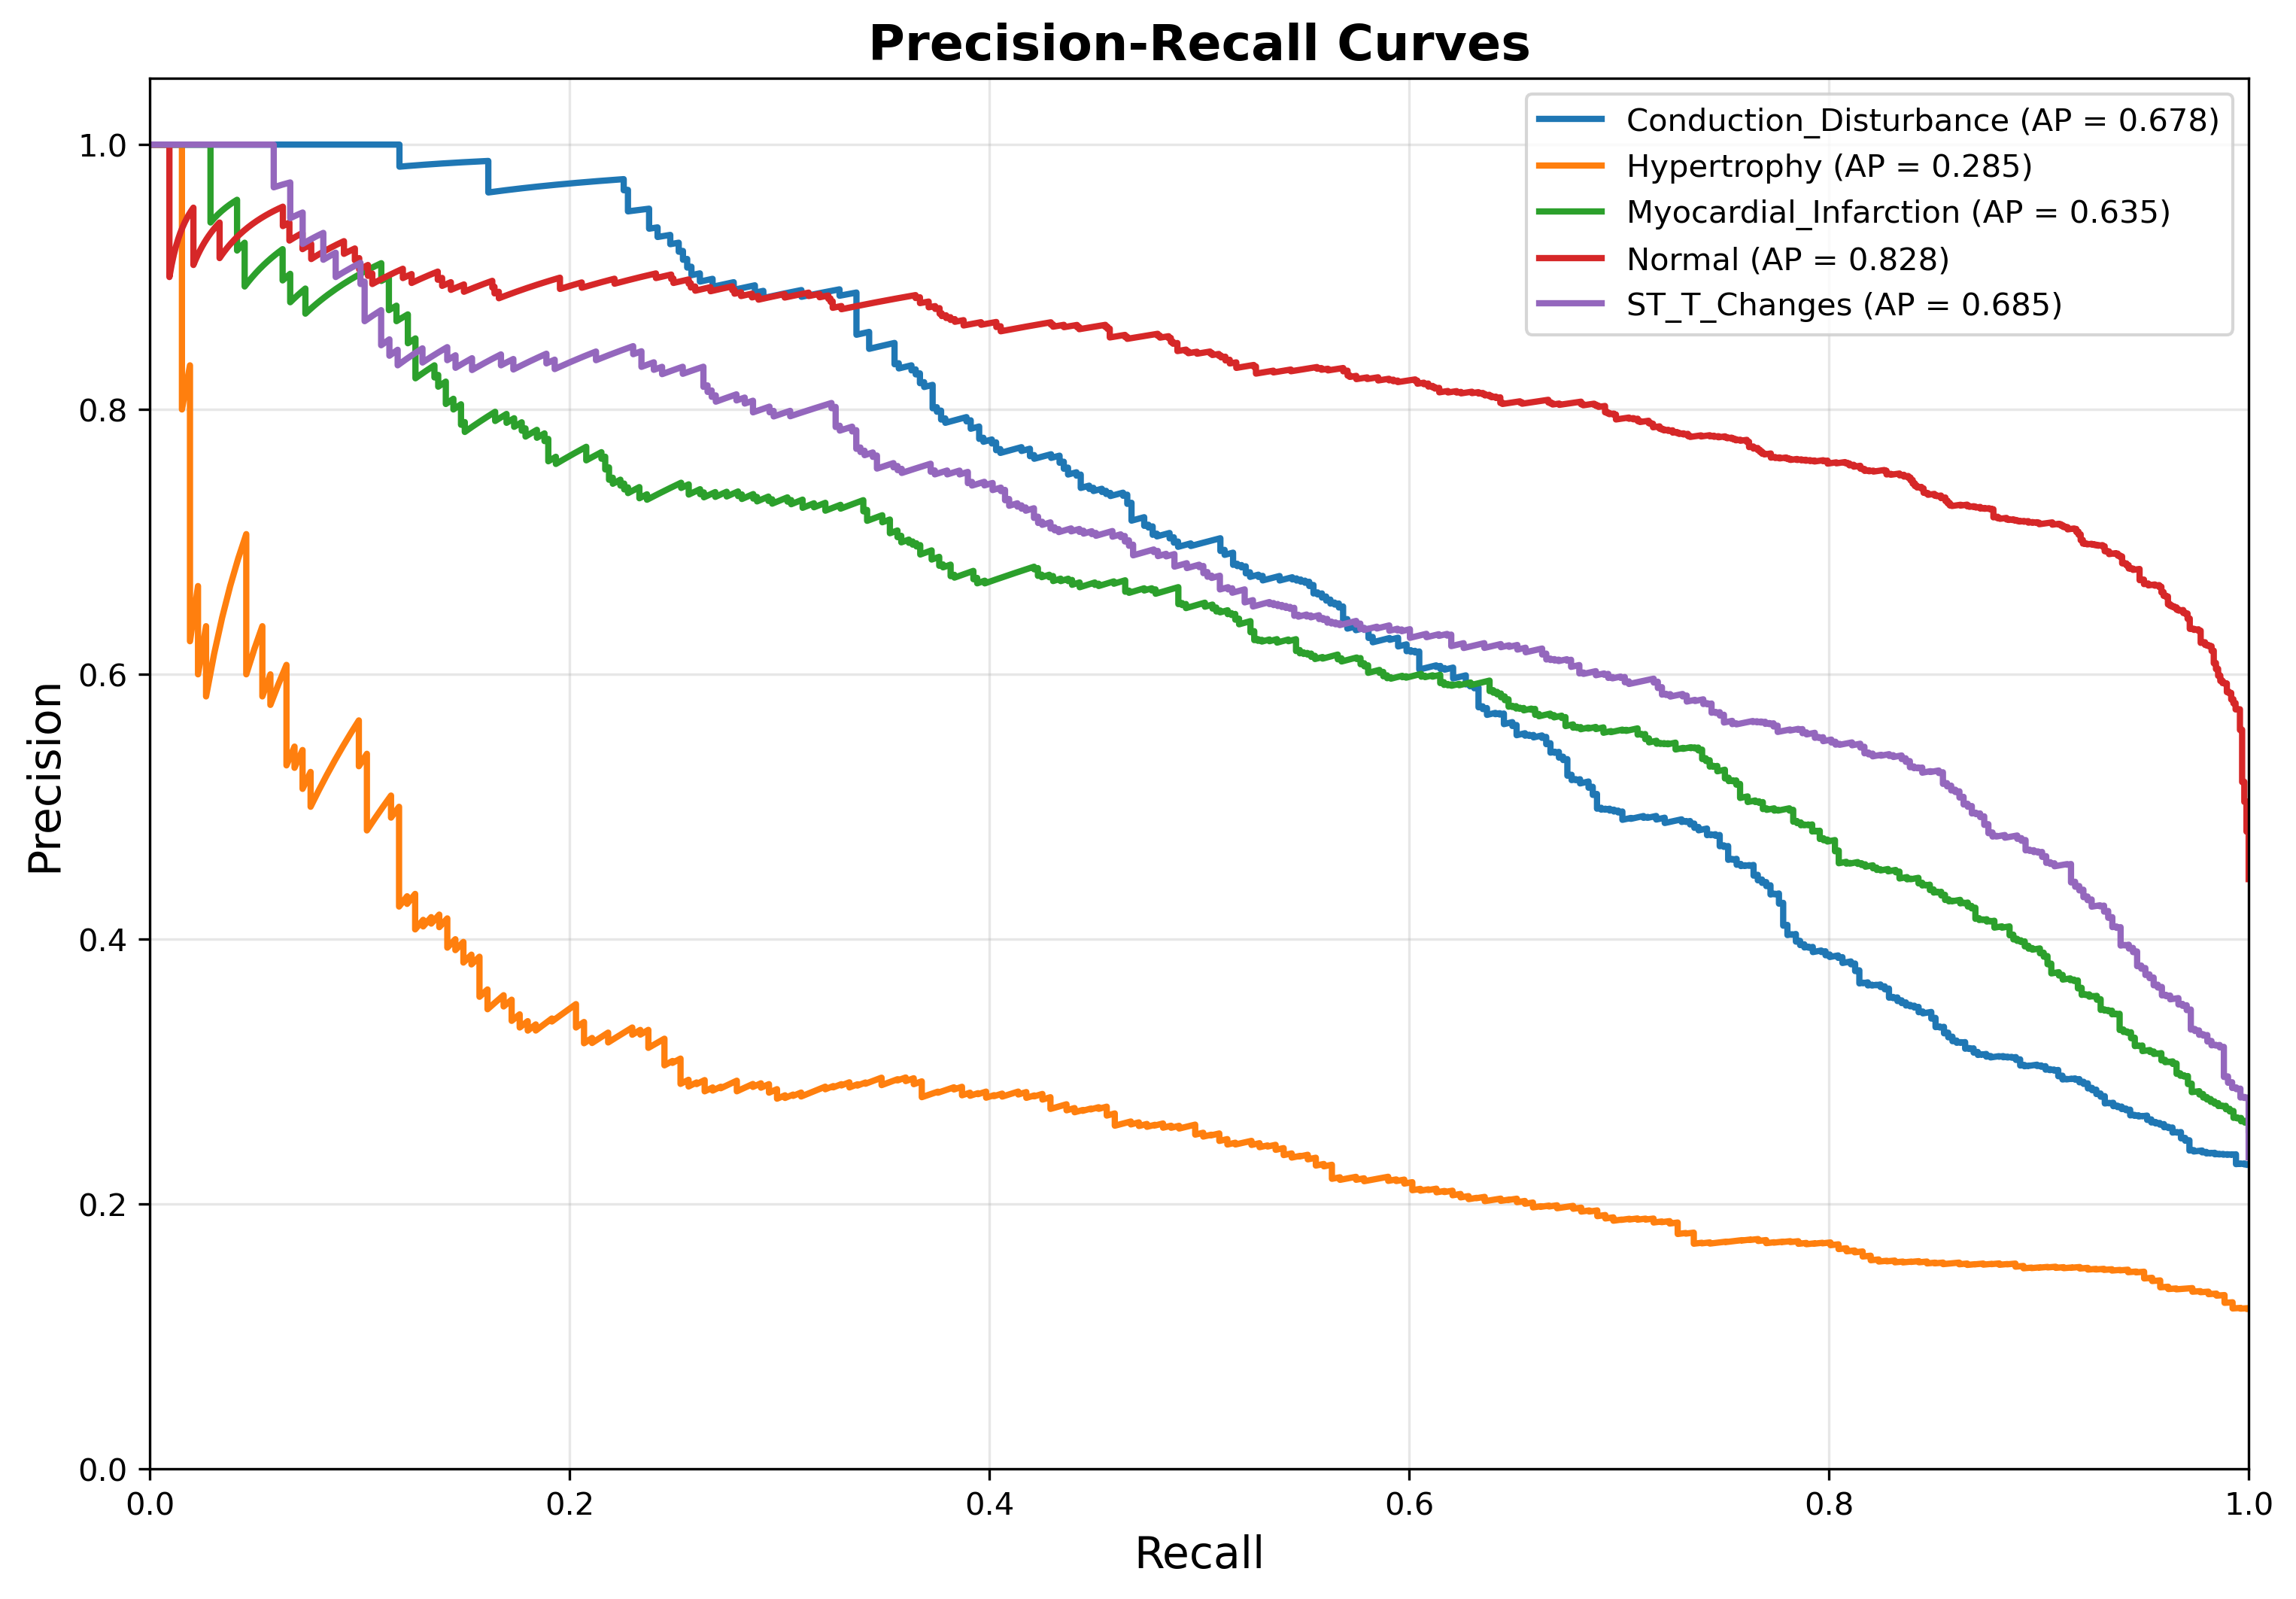 Precision-Recall Curves
Conduction_Disturbance (AP = 0.678)
Hypertrophy (AP = 0.285)
Myocardial_Infarction (AP = 0.635)
Normal (AP = 0.828)
ST_T_Changes (AP = 0.685)
Precision
1.0
0.8
0.6
0.4
0.2
0.0
0.0 0.2 0.4 0.6 0.8 1.0
Recall